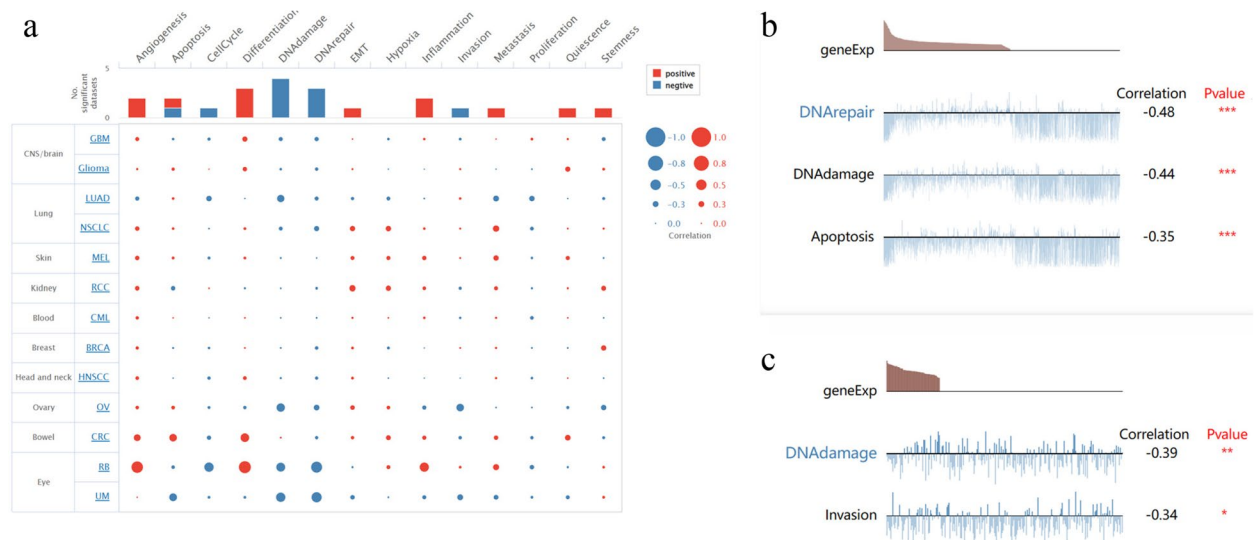 a
Angiogenesis
Apoptosis
CellCycle
Differentiation
DNAdamage
DNArepair
EMT
Hypoxia
Inflammation
Invasion
Metastasis
Proliferation
Quiescence
Stemness
No.
significant
datasets
5
0
positive
negtive
-1.0 1.0
-0.8 0.8
-0.5 0.5
-0.3 0.3
0.0 0.0
Correlation
CNS/brain
GBM
Glioma
Lung
LUAD
NSCLC
Skin MEL
Kidney RCC
Blood CML
Breast BRCA
Head and neck HNSCC
Ovary OV
Bowel CRC
Eye
RB
UM
b
geneExp
Correlation Pvalue
DNArepair -0.48 ***
DNAdamage -0.44 ***
Apoptosis -0.35 ***
c
geneExp
Correlation Pvalue
DNAdamage -0.39 **
Invasion -0.34 *